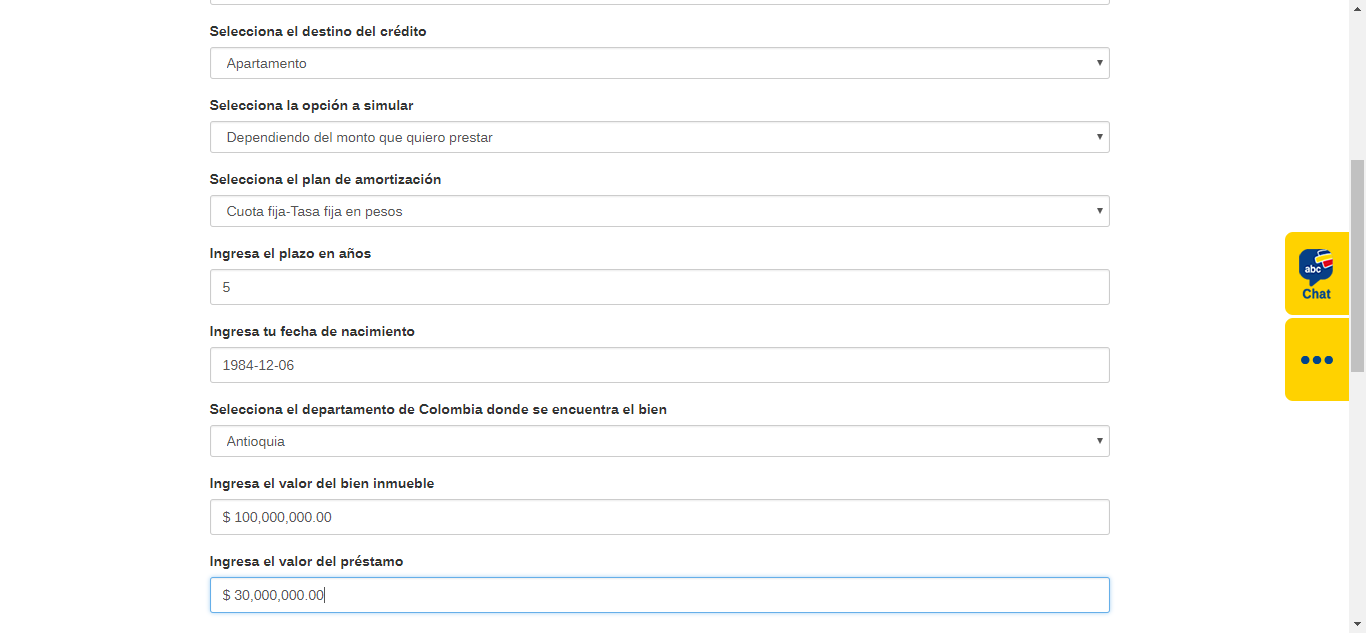 Selecciona el destino del crédito
Apartamento
Selecciona la opción a simular
Dependiendo del monto que quiero prestar
Selecciona el plan de amortización
Cuota fija-Tasa fija en pesos
Ingresa el plazo en años
5
Ingresa tu fecha de nacimiento
1984-12-06
Selecciona el departamento de Colombia donde se encuentra el bien
Antioquia
Ingresa el valor del bien inmueble
$ 100,000,000.00
Ingresa el valor del préstamo
$ 30,000,000.00
abc
Chat